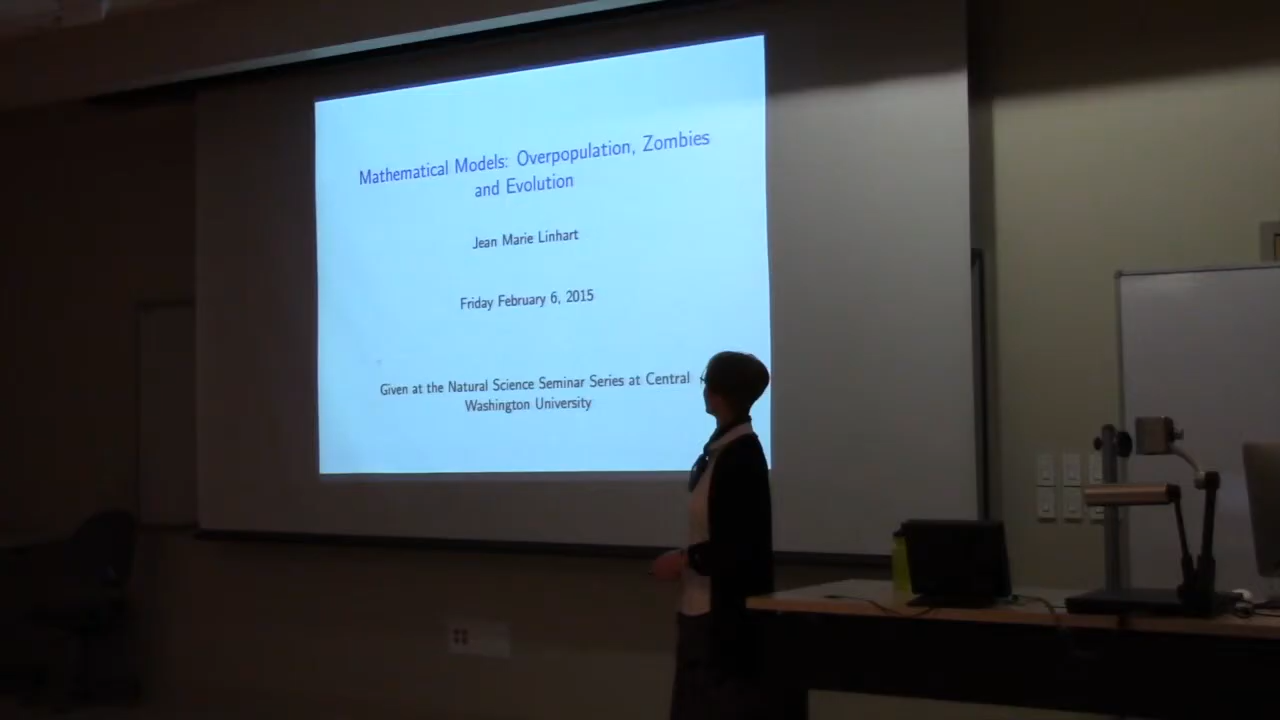 Mathematical Models: Overpopulation, Zombies
and Evolution
Jean Marie Linhart
Friday February 6, 2015
Given at the Natural Science Seminar Series at Central
Washington University